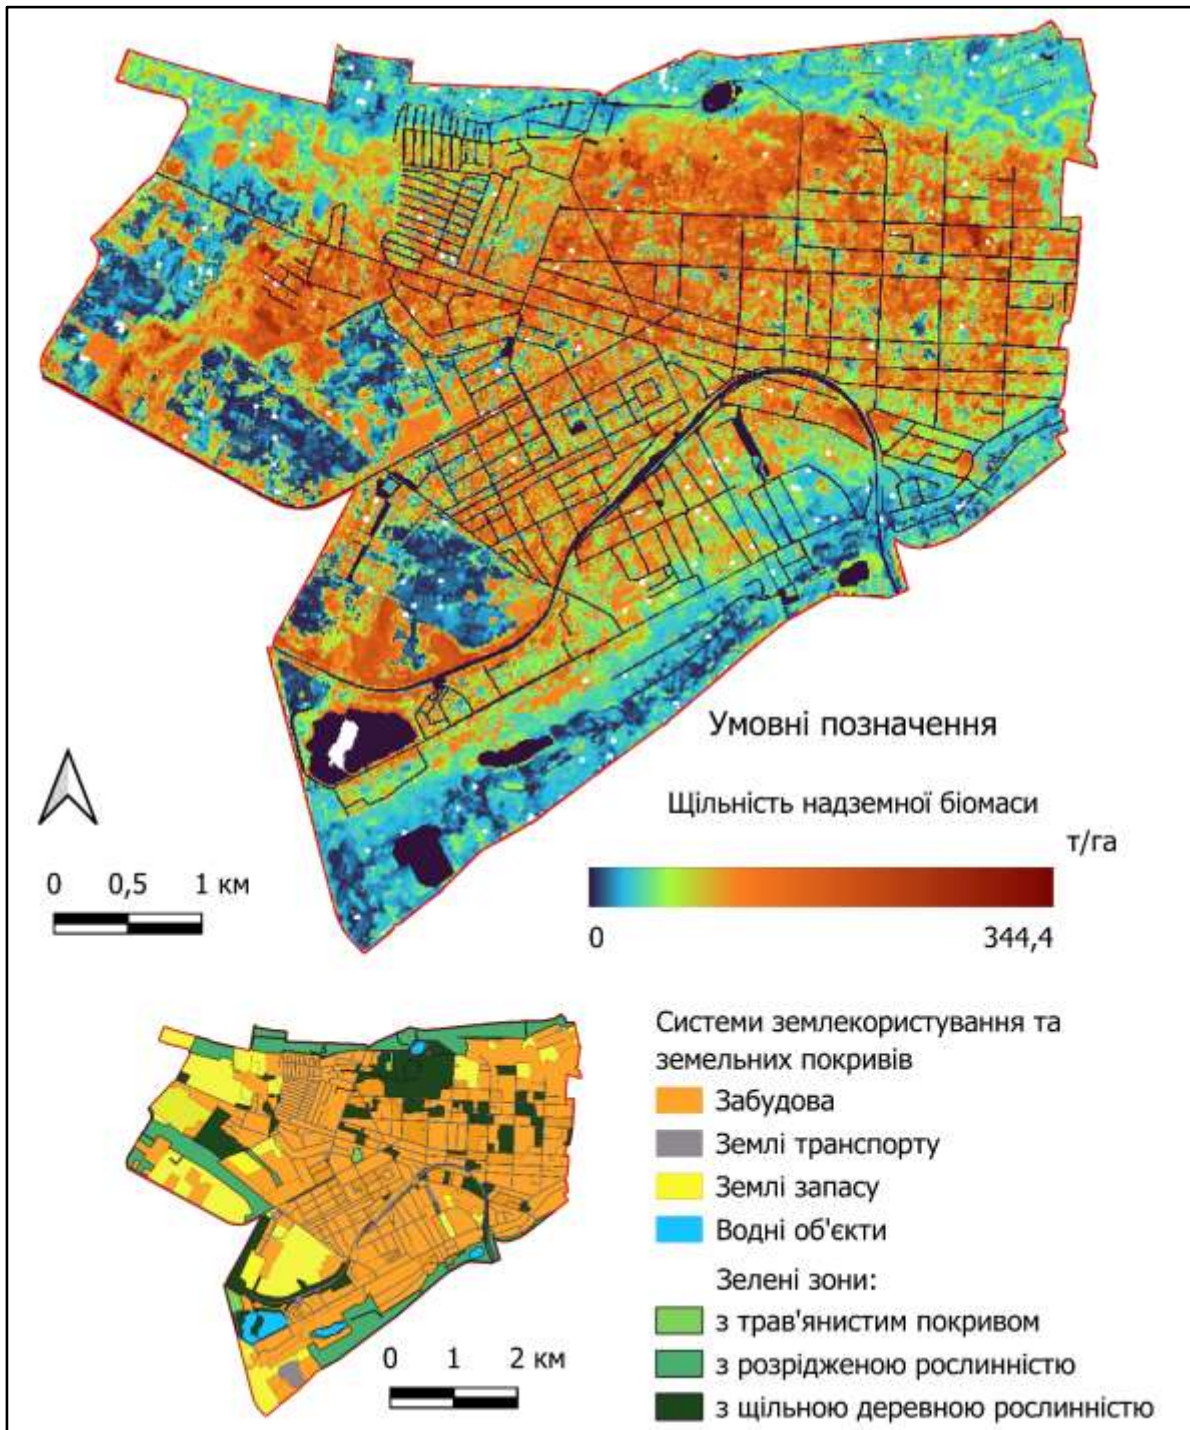 Умовні позначення
Щільність надземної біомаси
т/га
0 344,4
0 0,5 1 км
Системи землекористування та
земельних покривів
Забудова
Землі транспорту
Землі запасу
Водні об'єкти
Зелені зони:
з трав'янистим покривом
з розрідженою рослинністю
з щільною деревною рослинністю
0 1 2 км